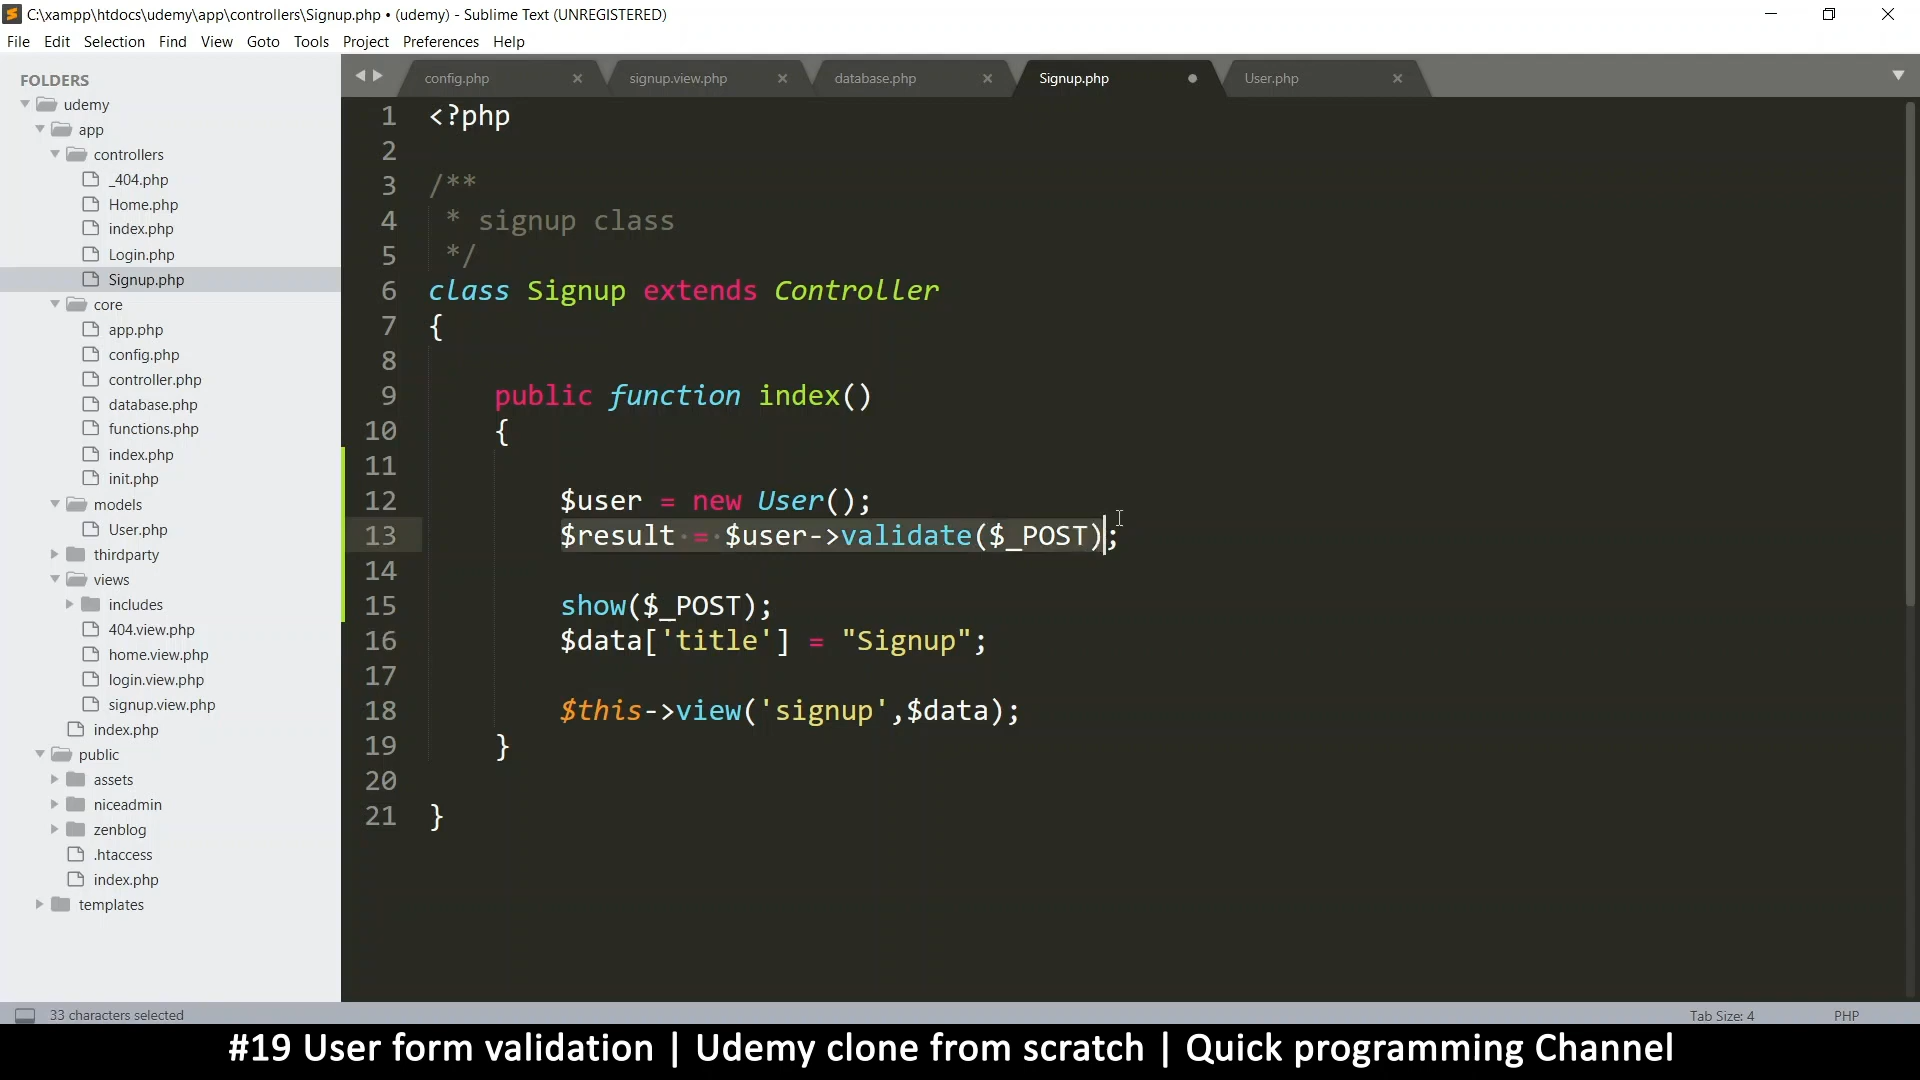 C:\xampp\htdocs\udemy\app\controllers\Signup.php • (udemy) - Sublime Text (UNREGISTERED)
File Edit Selection Find View Goto Tools Project Preferences Help
FOLDERS
udemy
app
controllers
_404.php
Home.php
index.php
Login.php
Signup.php
core
app.php
config.php
controller.php
database.php
functions.php
index.php
init.php
models
User.php
thirdparty
views
includes
404.view.php
home.view.php
login.view.php
signup.view.php
index.php
public
assets
niceadmin
zenblog
.htaccess
index.php
templates
config.php signup.view.php database.php Signup.php User.php
1 <?php
2
3 /**
4  * signup class
5  */
6 class Signup extends Controller
7 {
8
9     public function index()
10     {
11
12         $user = new User();
13         $result = $user->validate($_POST);
14
15         show($_POST);
16         $data['title'] = "Signup";
17
18         $this->view('signup',$data);
19     }
20
21 }
33 characters selected Tab Size: 4 PHP
#19 User form validation | Udemy clone from scratch | Quick programming Channel